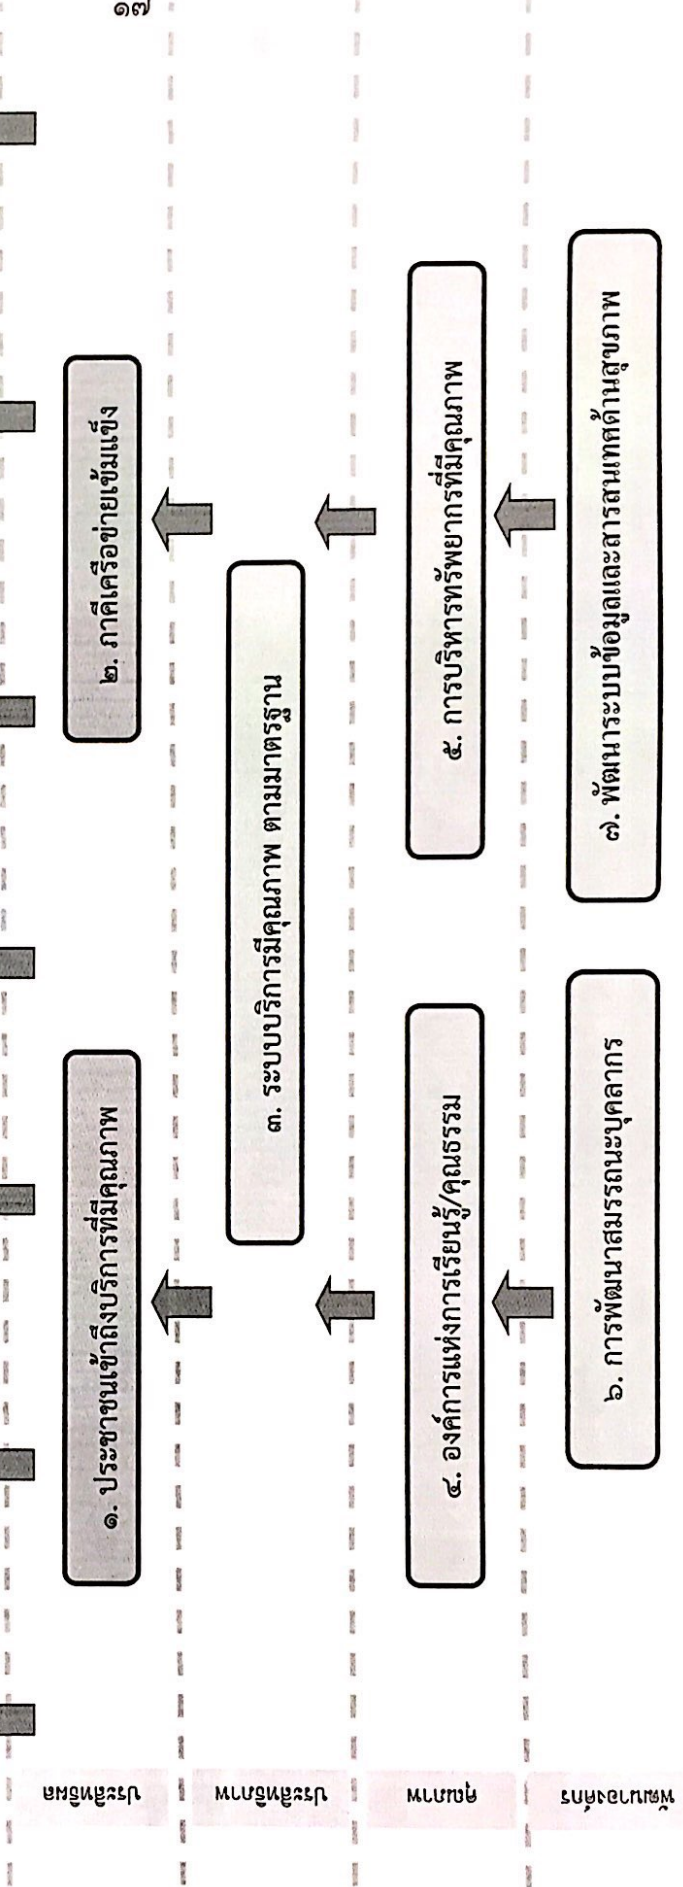 ๑๗
ประสิทธิผล
๑. ประชาชนเข้าถึงบริการที่มีคุณภาพ
๒. ภาคีเครือข่ายเข้มแข็ง
ประสิทธิภาพ
๓. ระบบบริการมีคุณภาพ ตามมาตรฐาน
คุณภาพ
๔. องค์การแห่งการเรียนรู้/คุณธรรม
๕. การบริหารทรัพยากรที่มีคุณภาพ
พัฒนาองค์กร
๖. การพัฒนาสมรรถนะบุคลากร
๗. พัฒนาระบบข้อมูลและสารสนเทศด้านสุขภาพ